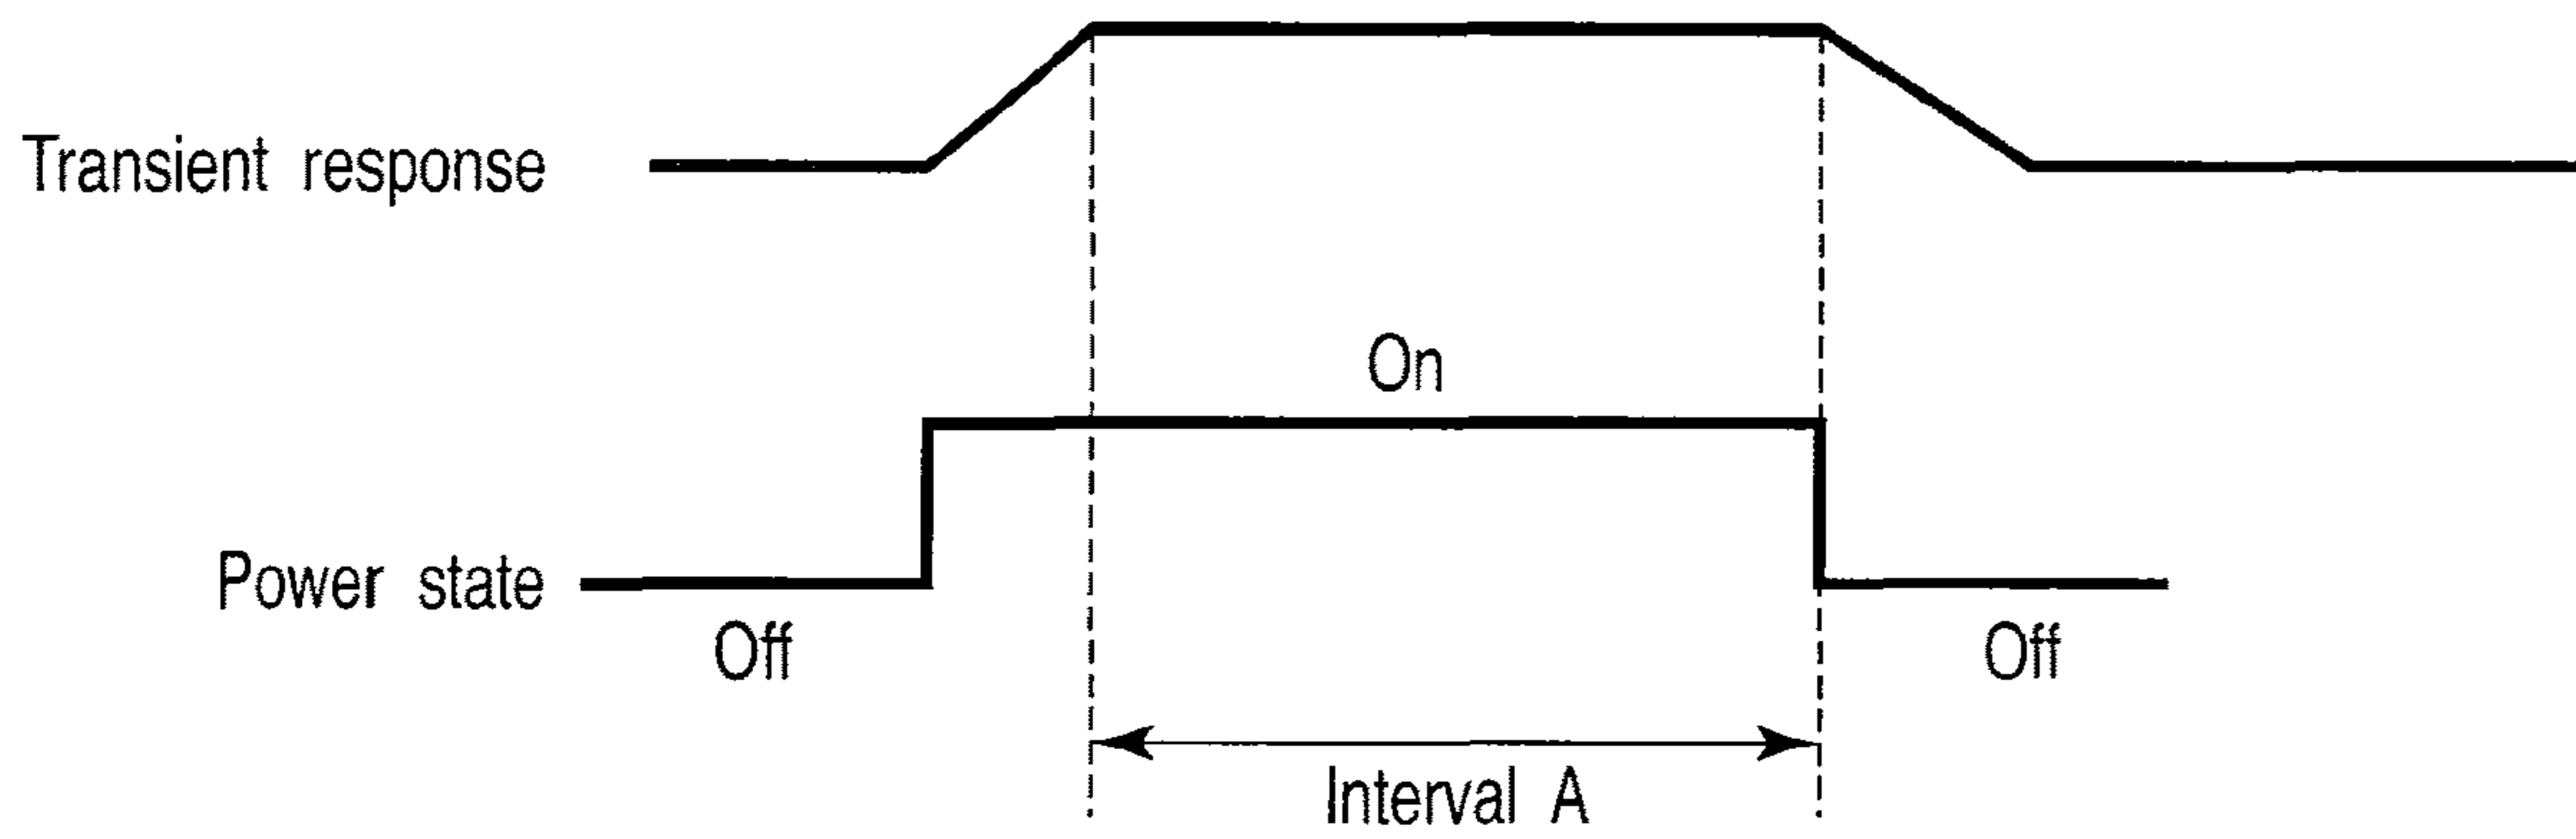 Transient response
On
Power state
Off
Off
Interval A